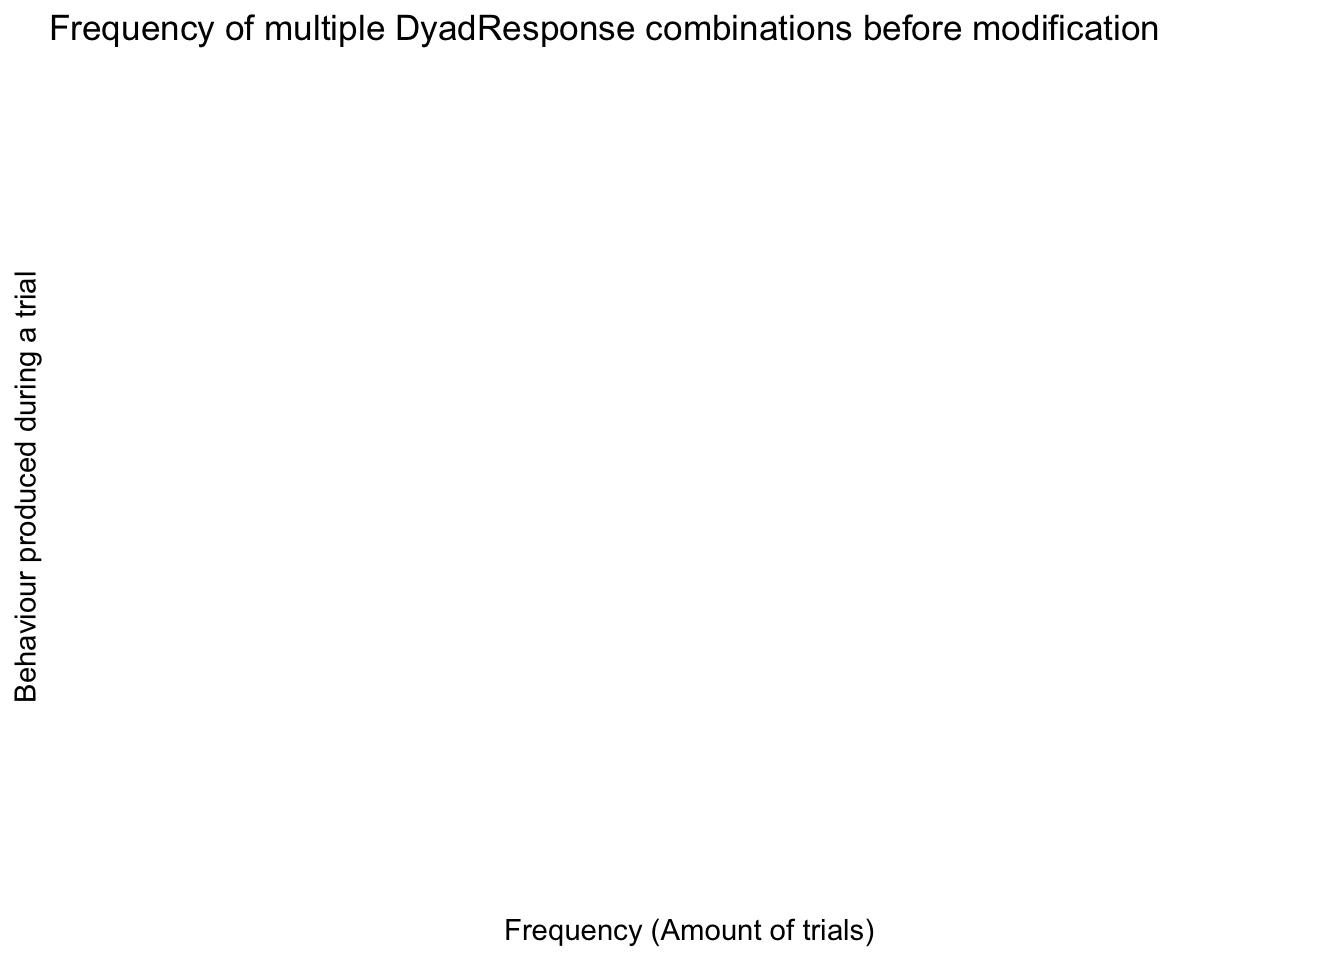 Frequency of multiple DyadResponse combinations before modification
Behaviour produced during a trial
Frequency (Amount of trials)